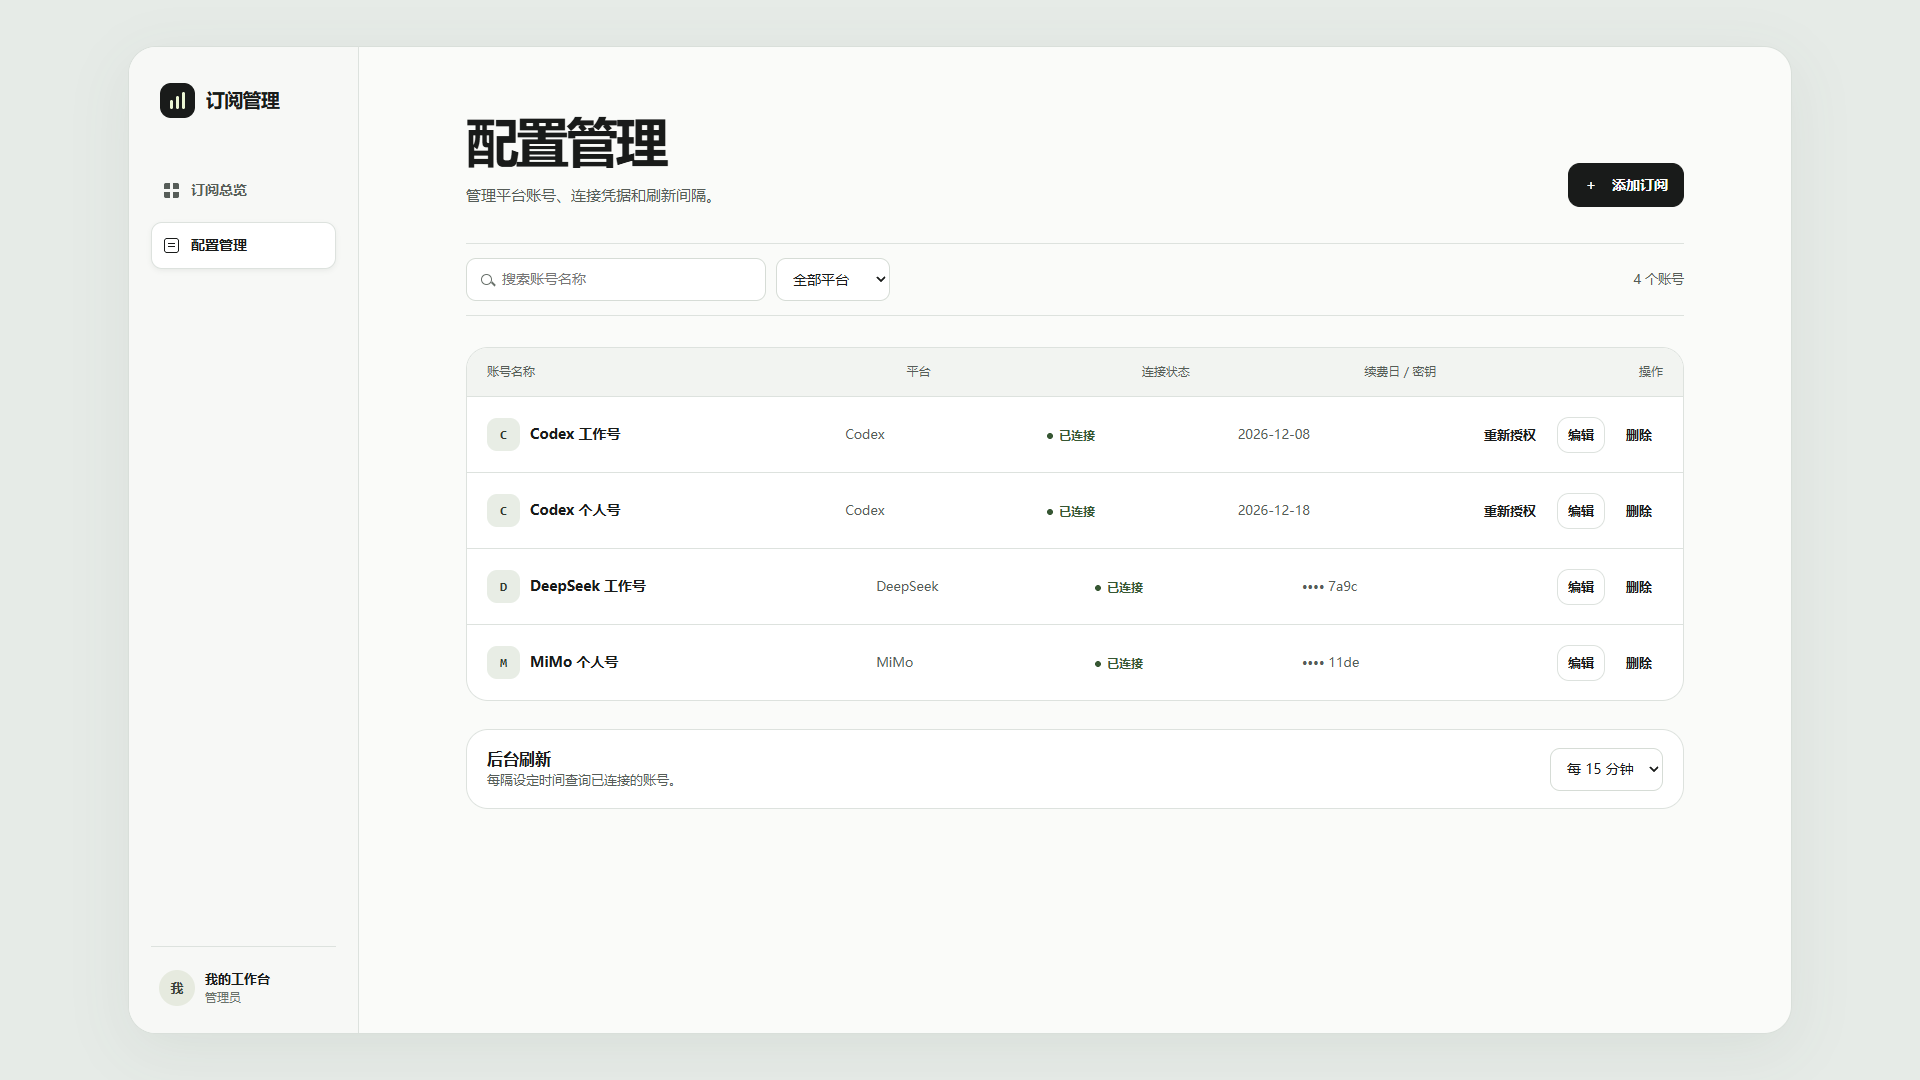 订阅管理
订阅总览
配置管理
我
我的工作台
管理员
配置管理
管理平台账号、连接凭据和刷新间隔。
+ 添加订阅
搜索账号名称
全部平台
4 个账号
账号名称 平台 连接状态 续费日 / 密钥 操作
C Codex 工作号 Codex 已连接 2026-12-08 重新授权 编辑 删除
C Codex 个人号 Codex 已连接 2026-12-18 重新授权 编辑 删除
D DeepSeek 工作号 DeepSeek 已连接 •••• 7a9c 编辑 删除
M MiMo 个人号 MiMo 已连接 •••• 11de 编辑 删除
后台刷新
每隔设定时间查询已连接的账号。
每 15 分钟